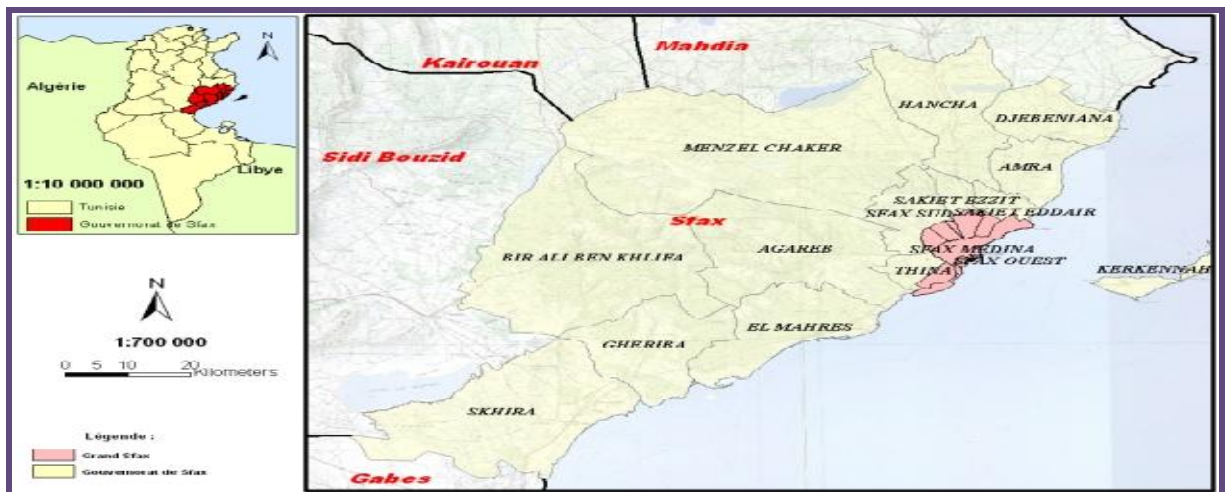 N
Algérie
Libye
1:10 000 000
Tunisie
Gouvernorat de Sfax
N
1:700 000
0 5 10 20
Kilometers
Légende :
Grand Sfax
Gouvernorat de Sfax
Mahdia
Kairouan
HANCHA
DJEBENIANA
MENZEL CHAKER
Sidi Bouzid
AMRA
SAKIET EZZIT
SFAX SUD
SAKIET EDDAIR
Sfax
AGAREB
SFAX MEDINA
BIR ALI BEN KHLIFA
SFAX OUEST
THINA
KERKENNAH
EL MAHRES
GHERIBA
SKHIRA
Gabes